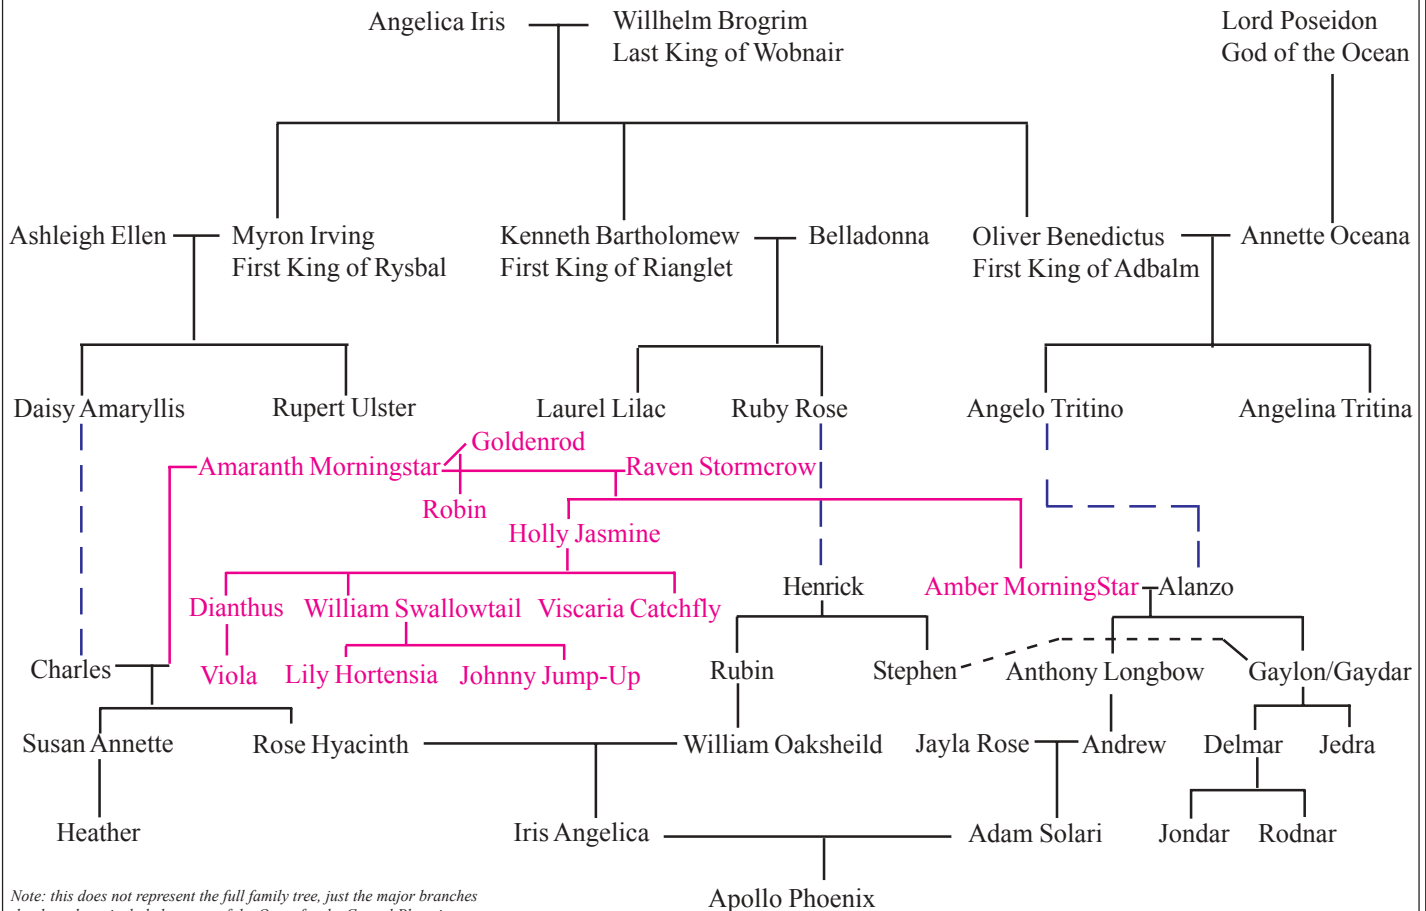 Angelica Iris
Willhelm Brogrim
Last King of Wobnair
Lord Poseidon
God of the Ocean
Ashleigh Ellen
Myron Irving
First King of Rysbal
Kenneth Bartholomew
First King of Rianglet
Belladonna
Oliver Benedictus
First King of Adbalm
Annette Oceana
Daisy Amaryllis
Rupert Ulster
Laurel Lilac
Ruby Rose
Angelo Tritino
Angelina Tritina
Goldenrod
Amaranth Morningstar
Raven Stormcrow
Robin
Holly Jasmine
Henrick
Amber MorningStar
Alanzo
Dianthus
William Swallowtail
Viscaria Catchfly
Charles
Viola
Lily Hortensia
Johnny Jump-Up
Rubin
Stephen
Anthony Longbow
Gaylon/Gaydar
Susan Annette
Rose Hyacinth
William Oaksheild
Jayla Rose
Andrew
Delmar
Jedra
Heather
Iris Angelica
Adam Solari
Jondar
Rodnar
Apollo Phoenix
Note: this does not represent the full family tree, just the major branches